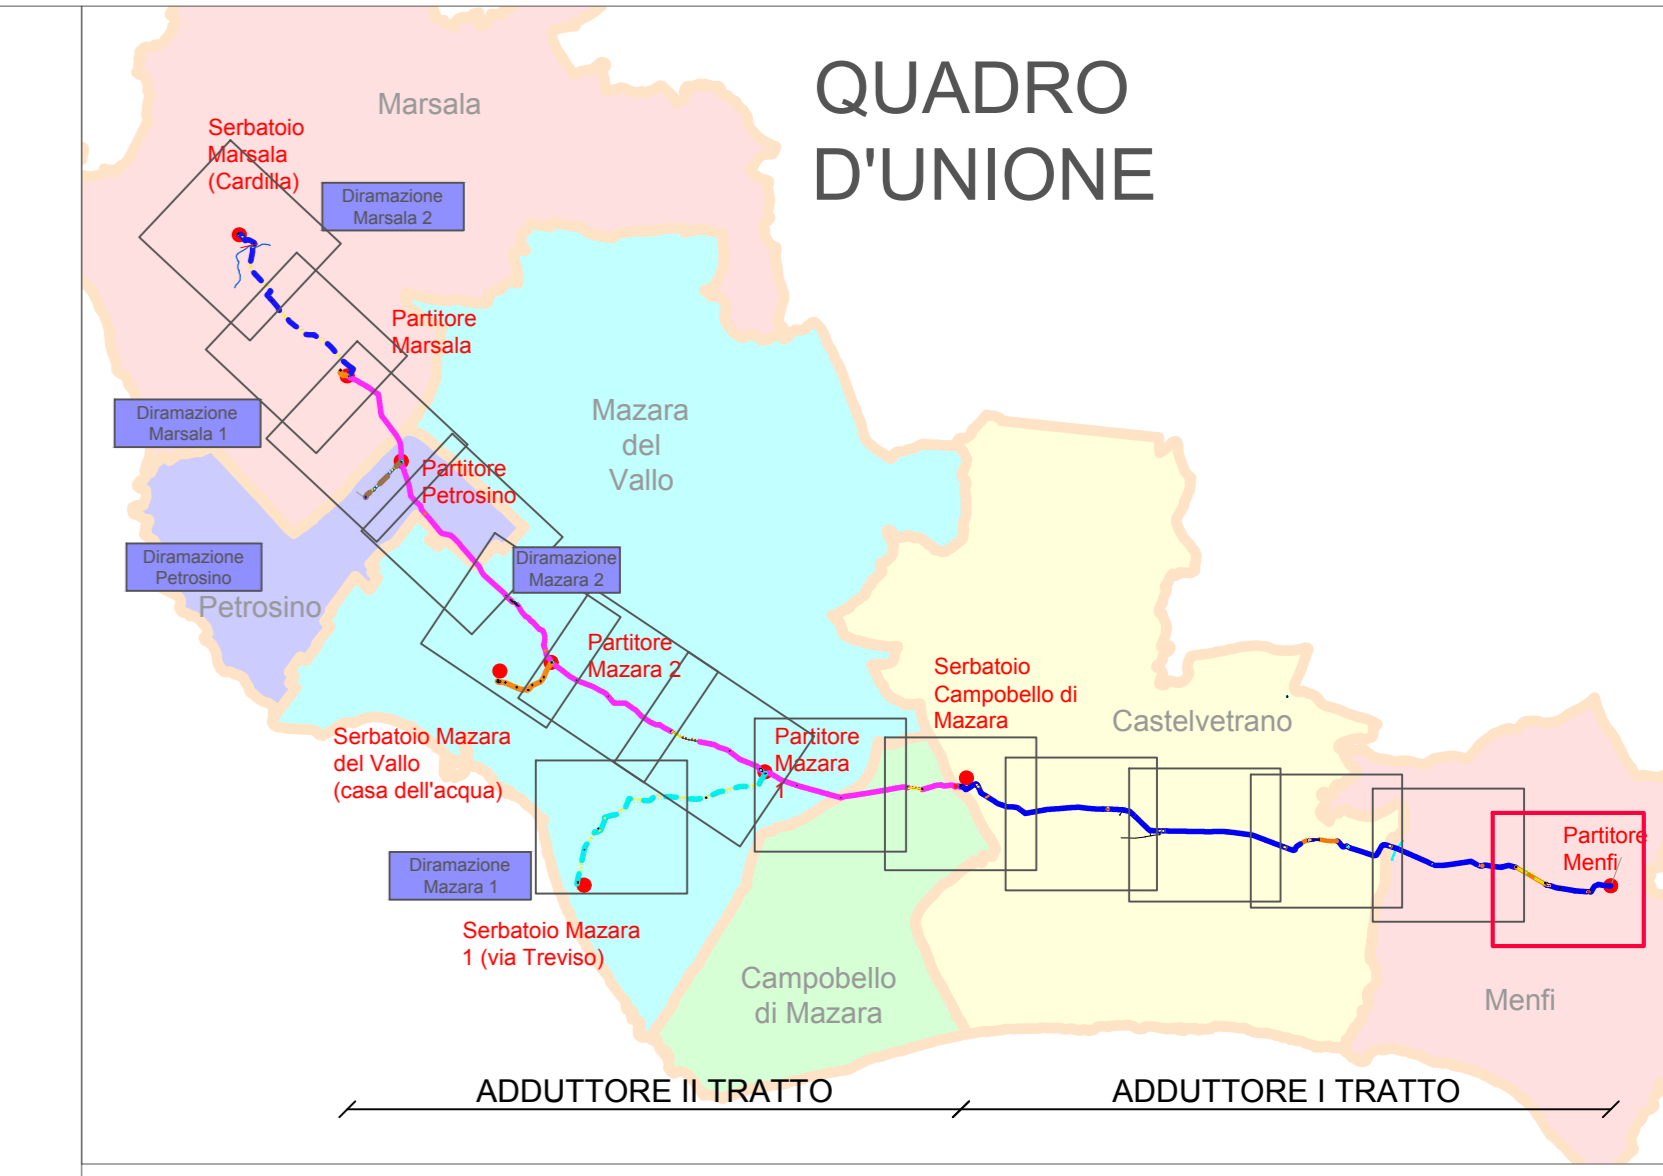 QUADRO
D'UNIONE
Marsala
Serbatoio
Marsala
(Cardilla)
Diramazione
Marsala 2
Partitore
Marsala
Diramazione
Marsala 1
Mazara
del
Vallo
Partitore
Petrosino
Diramazione
Petrosino
Petrosino
Diramazione
Mazara 2
Partitore
Mazara 2
Serbatoio
Campobello di
Mazara
Castelvetrano
Serbatoio Mazara
del Vallo
(casa dell'acqua)
Partitore
Mazara
1
Partitore
Menfi
Diramazione
Mazara 1
Serbatoio Mazara
1 (via Treviso)
Campobello
di Mazara
Menfi
ADDUTTORE II TRATTO
ADDUTTORE I TRATTO